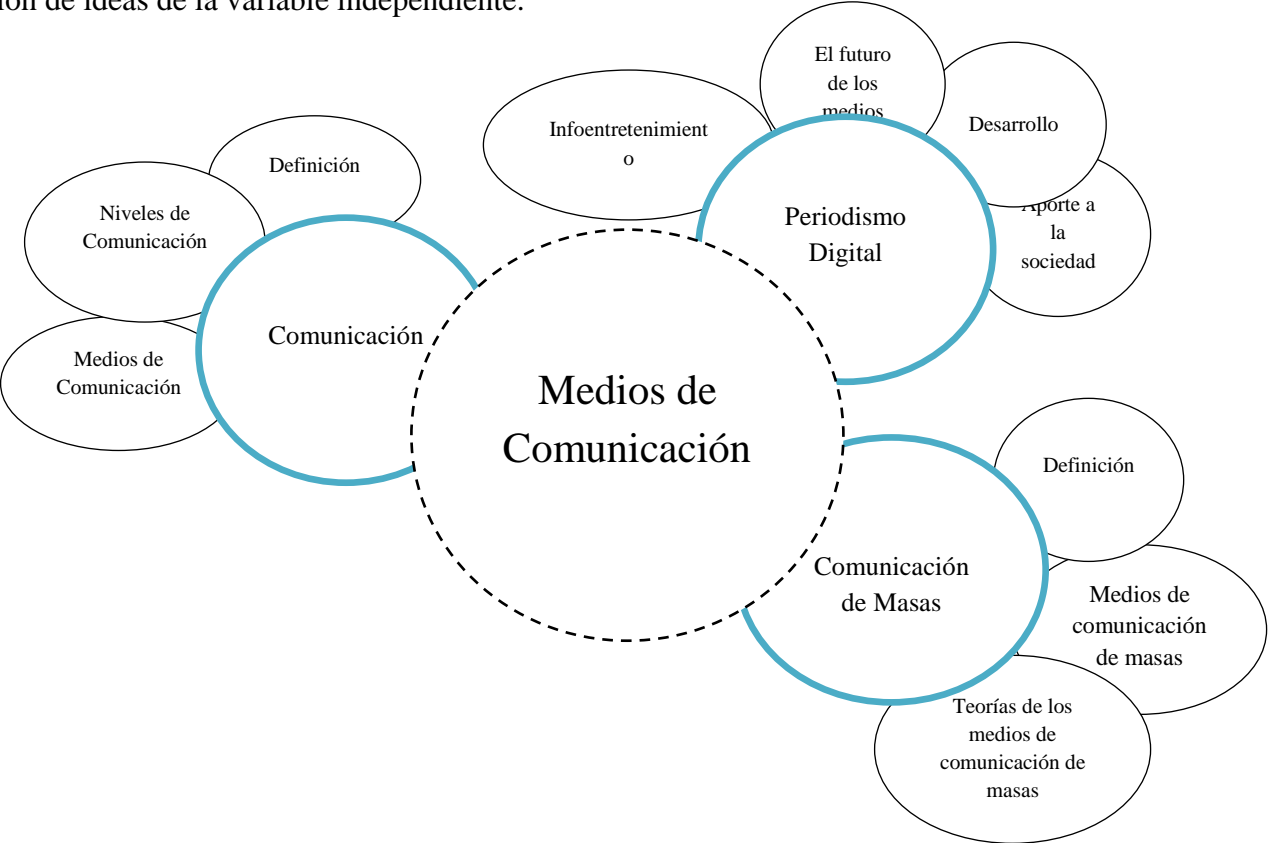 ón de ideas de la variable independiente.
El futuro
de los
medios
Infoentretenimient
o
Desarrollo
Aporte a
la
sociedad
Periodismo
Digital
Definición
Niveles de
Comunicación
Medios de
Comunicación
Comunicación
Medios de
Comunicación
Definición
Comunicación
de Masas
Medios de
comunicación
de masas
Teorías de los
medios de
comunicación de
masas